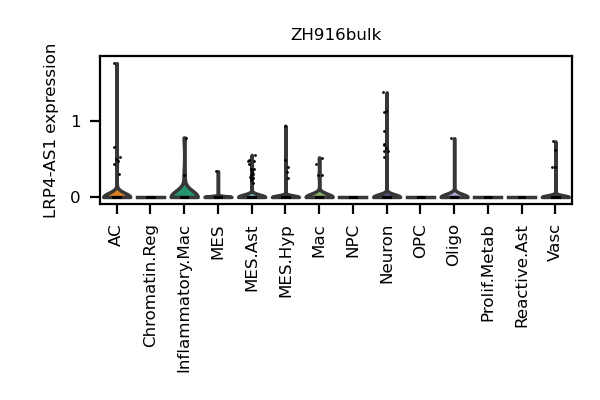 ZH916bulk
LRP4-AS1 expression
1
0
AC
Chromatin.Reg
Inflammatory.Mac
MES
MES.Ast
MES.Hyp
Mac
NPC
Neuron
OPC
Oligo
Prolif.Metab
Reactive.Ast
Vasc